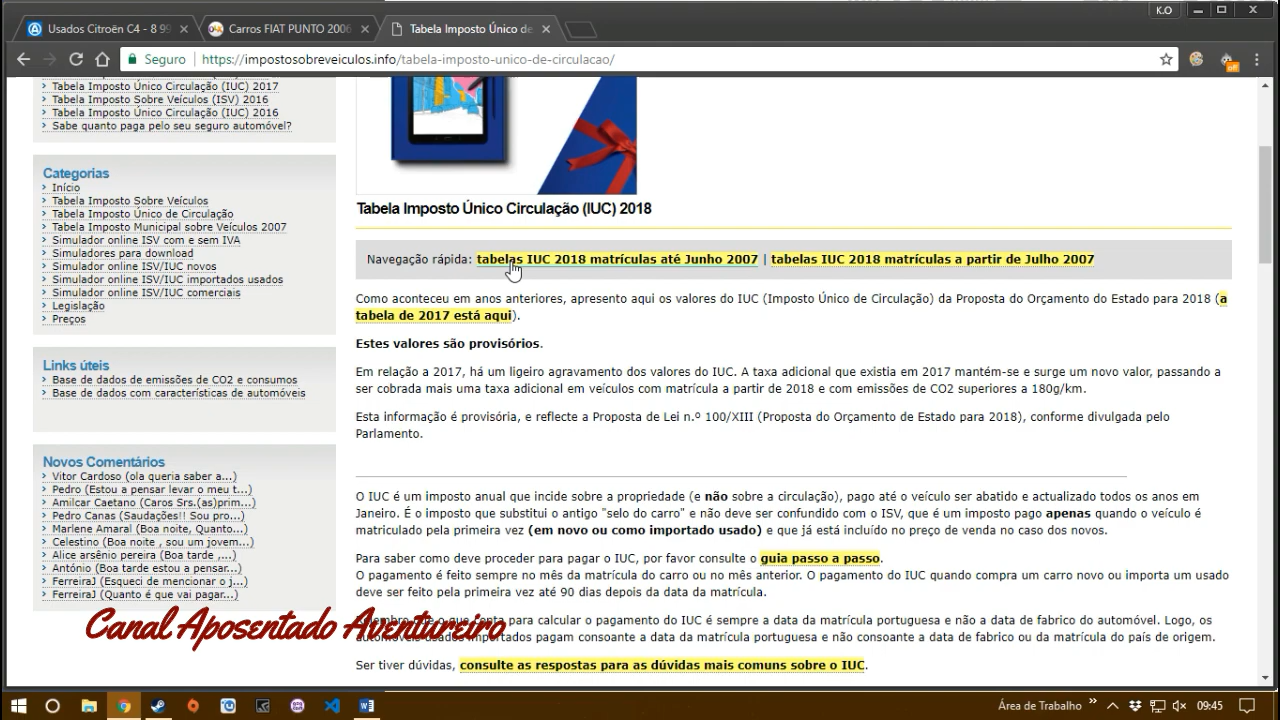 K.O
Usados Citroën C4 - 8 99
Carros FIAT PUNTO 2006
Tabela Imposto Único de
Seguro
https://impostosobreveiculos.info/tabela-imposto-unico-de-circulacao/
off
Tabela Imposto Único Circulação (IUC) 2017
Tabela Imposto Sobre Veículos (ISV) 2016
Tabela Imposto Único Circulação (IUC) 2016
Sabe quanto paga pelo seu seguro automóvel?
Categorias
Início
Tabela Imposto Sobre Veículos
Tabela Imposto Único de Circulação
Tabela Imposto Municipal sobre Veículos 2007
Simulador online ISV com e sem IVA
Simuladores para download
Simulador online ISV/IUC novos
Simulador online ISV/IUC importados usados
Simulador online ISV/IUC comerciais
Legislação
Preços
Links úteis
Base de dados de emissões de CO2 e consumos
Base de dados com características de automóveis
Novos Comentários
Vitor Cardoso (ola queria saber a...)
Pedro (Estou a pensar levar o meu t...)
Amilcar Caetano (Caros Srs.(as)prim...)
Pedro Canas (Saudações!! Sou pro...)
Marlene Amaral (Boa noite, Quanto...)
Celestino (Boa noite , sou um jovem...)
Alice arsênio pereira (Boa tarde ,...)
António (Boa tarde estou a pensar...)
FerreiraJ (Esqueci de mencionar o j...)
FerreiraJ (Quanto é que vai pagar...)
Tabela Imposto Único Circulação (IUC) 2018
Navegação rápida: tabelas IUC 2018 matrículas até Junho 2007 | tabelas IUC 2018 matrículas a partir de Julho 2007
Como aconteceu em anos anteriores, apresento aqui os valores do IUC (Imposto Único de Circulação) da Proposta do Orçamento do Estado para 2018 (a
tabela de 2017 está aqui).
Estes valores são provisórios.
Em relação a 2017, há um ligeiro agravamento dos valores do IUC. A taxa adicional que existia em 2017 mantém-se e surge um novo valor, passando a
ser cobrada mais uma taxa adicional em veículos com matrícula a partir de 2018 e com emissões de CO2 superiores a 180g/km.
Esta informação é provisória, e reflecte a Proposta de Lei n.º 100/XIII (Proposta do Orçamento de Estado para 2018), conforme divulgada pelo
Parlamento.
O IUC é um imposto anual que incide sobre a propriedade (e não sobre a circulação), pago até o veículo ser abatido e actualizado todos os anos em
Janeiro. É o imposto que substitui o antigo "selo do carro" e não deve ser confundido com o ISV, que é um imposto pago apenas quando o veículo é
matriculado pela primeira vez (em novo ou como importado usado) e que já está incluído no preço de venda no caso dos novos.
Para saber como deve proceder para pagar o IUC, por favor consulte o guia passo a passo.
O pagamento é feito sempre no mês da matrícula do carro ou no mês anterior. O pagamento do IUC quando compra um carro novo ou importa um usado
deve ser feito pela primeira vez até 90 dias depois da data da matrícula.
que o que conta para calcular o pagamento do IUC é sempre a data da matrícula portuguesa e não a data de fabrico do automóvel. Logo, os
automóveis usados importados pagam consoante a data da matrícula portuguesa e não consoante a data de fabrico ou da matrícula do país de origem.
Ser tiver dúvidas, consulte as respostas para as dúvidas mais comuns sobre o IUC.
Canal Aposentado Aventureiro
Área de Trabalho
09:45